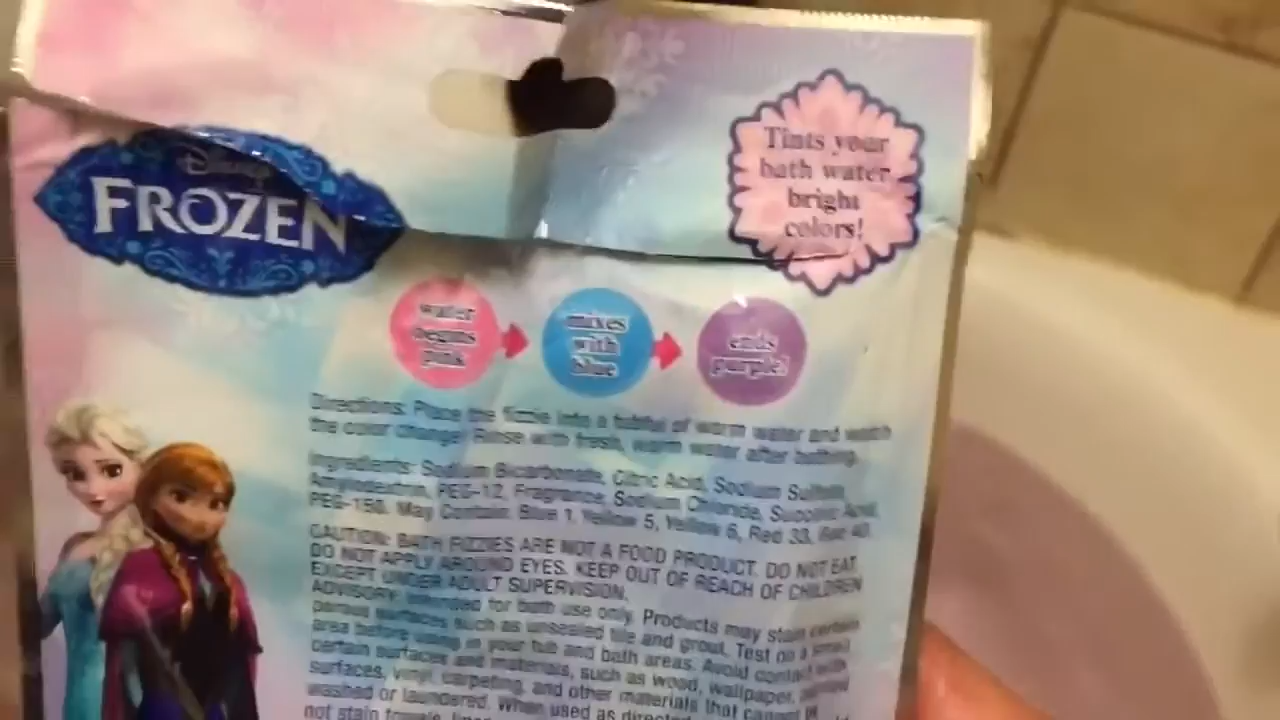 Disney
FROZEN
Tints your
bath water
bright
colors!
water
begins
pink
mixes
with
blue
ends
purple!
Directions: Place the fizzie into a tubful of warm water and watch
the color change! Rinse with fresh, warm water after bathing.
Ingredients: Sodium Bicarbonate, Citric Acid, Sodium Sulfate,
Amylodextrin, PEG-12, Fragrance, Sodium Chloride, Succinic Acid,
PEG-150. May Contain: Blue 1, Yellow 5, Yellow 6, Red 33, Red 40.
CAUTION: BATH FIZZIES ARE NOT A FOOD PRODUCT. DO NOT EAT.
DO NOT APPLY AROUND EYES. KEEP OUT OF REACH OF CHILDREN
EXCEPT UNDER ADULT SUPERVISION.
ADVISORY: Intended for bath use only. Products may stain certain
porous surfaces such as unsealed tile and grout. Test on a small
area before using in your tub and bath areas. Avoid contact with
certain surfaces and materials, such as wood, wallpaper,
surfaces, vinyl, carpeting, and other materials that cannot be
washed or laundered. When used as directed,
not stain towels,